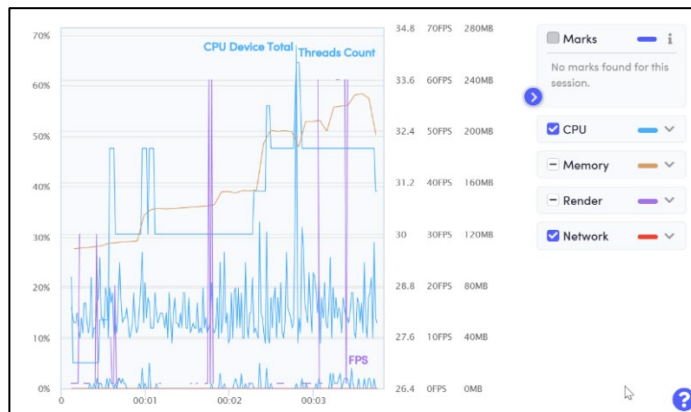 70%
60%
50%
40%
30%
20%
10%
0%
CPU Device Total
Threads Count
FPS
0
00:01
00:02
00:03
34.8 70FPS 280MB
33.6 60FPS 240MB
32.4 50FPS 200MB
31.2 40FPS 160MB
30 30FPS 120MB
28.8 20FPS 80MB
27.6 10FPS 40MB
26.4 0FPS 0MB
Marks i
No marks found for this
session.
CPU
Memory
Render
Network
?